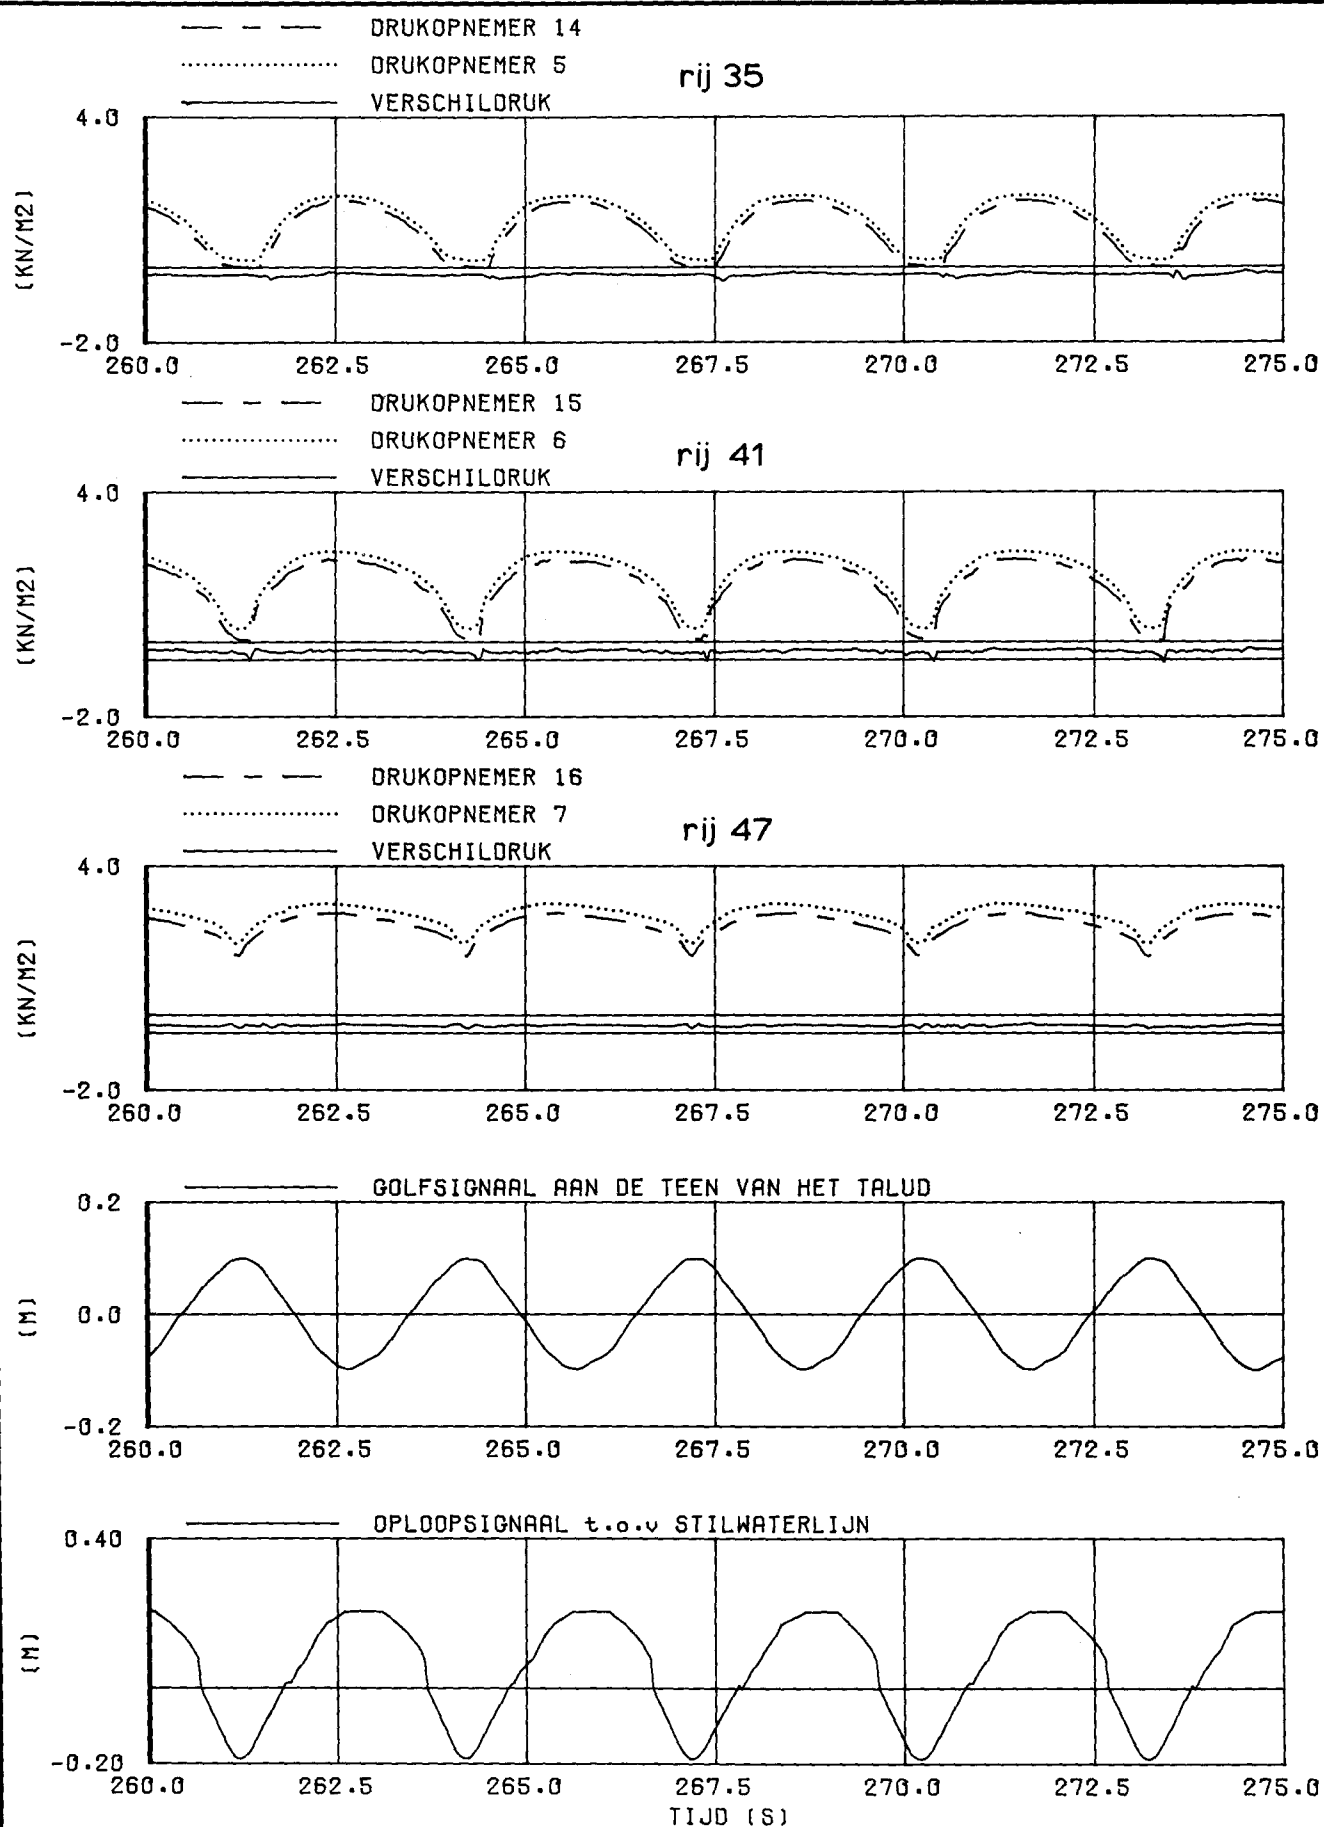 DRUKOPNEMER 14
DRUKOPNEMER 5
rij 35
VERSCHILDRUK
4.0
(KN/M2)
-2.0
260.0 262.5 265.0 267.5 270.0 272.5 275.0
DRUKOPNEMER 15
DRUKOPNEMER 6
rij 41
VERSCHILDRUK
4.0
(KN/M2)
-2.0
260.0 262.5 265.0 267.5 270.0 272.5 275.0
DRUKOPNEMER 16
DRUKOPNEMER 7
rij 47
VERSCHILDRUK
4.0
(KN/M2)
-2.0
260.0 262.5 265.0 267.5 270.0 272.5 275.0
GOLFSIGNAAL AAN DE TEEN VAN HET TALUD
0.2
0.0
(M)
-0.2
260.0 262.5 265.0 267.5 270.0 272.5 275.0
OPLOOPSIGNAAL t.o.v STILWATERLIJN
0.40
(M)
-0.20
260.0 262.5 265.0 267.5 270.0 272.5 275.0
TIJD (S)